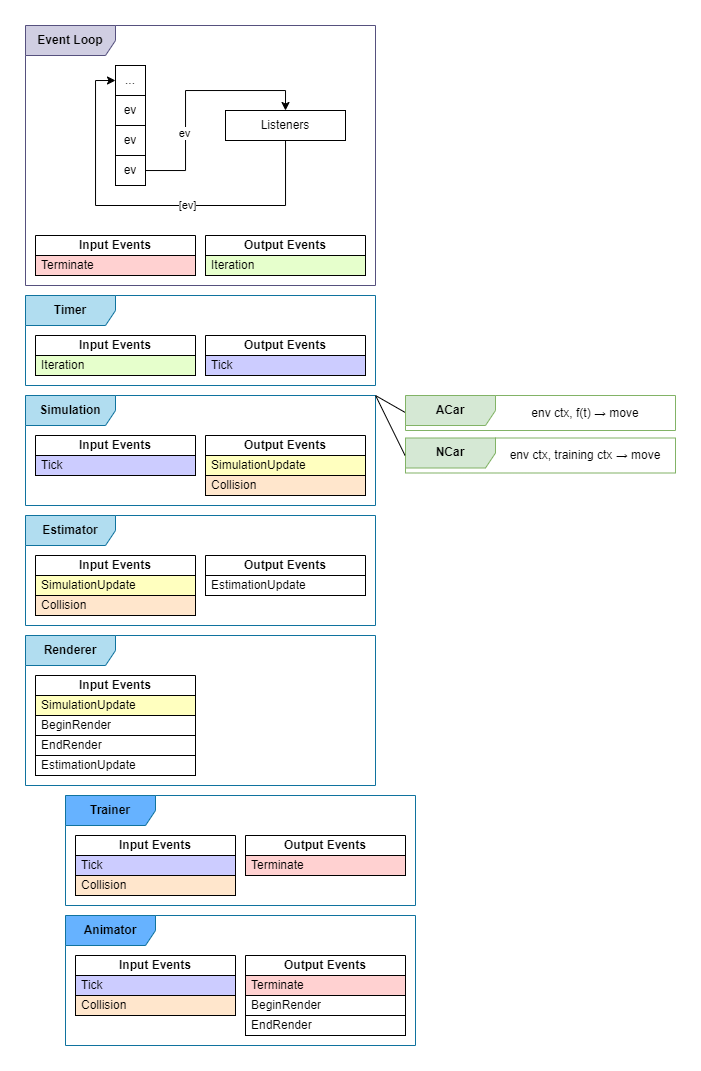 Event Loop
...
ev
ev
ev
ev
Listeners
[ev]
Input Events
Output Events
Terminate
Iteration
Timer
Input Events
Output Events
Iteration
Tick
Simulation
Input Events
Output Events
Tick
SimulationUpdate
Collision
ACar
env ctx, f(t) → move
NCar
env ctx, training ctx → move
Estimator
Input Events
Output Events
SimulationUpdate
EstimationUpdate
Collision
Renderer
Input Events
SimulationUpdate
BeginRender
EndRender
EstimationUpdate
Trainer
Input Events
Output Events
Tick
Terminate
Collision
Animator
Input Events
Output Events
Tick
Terminate
Collision
BeginRender
EndRender